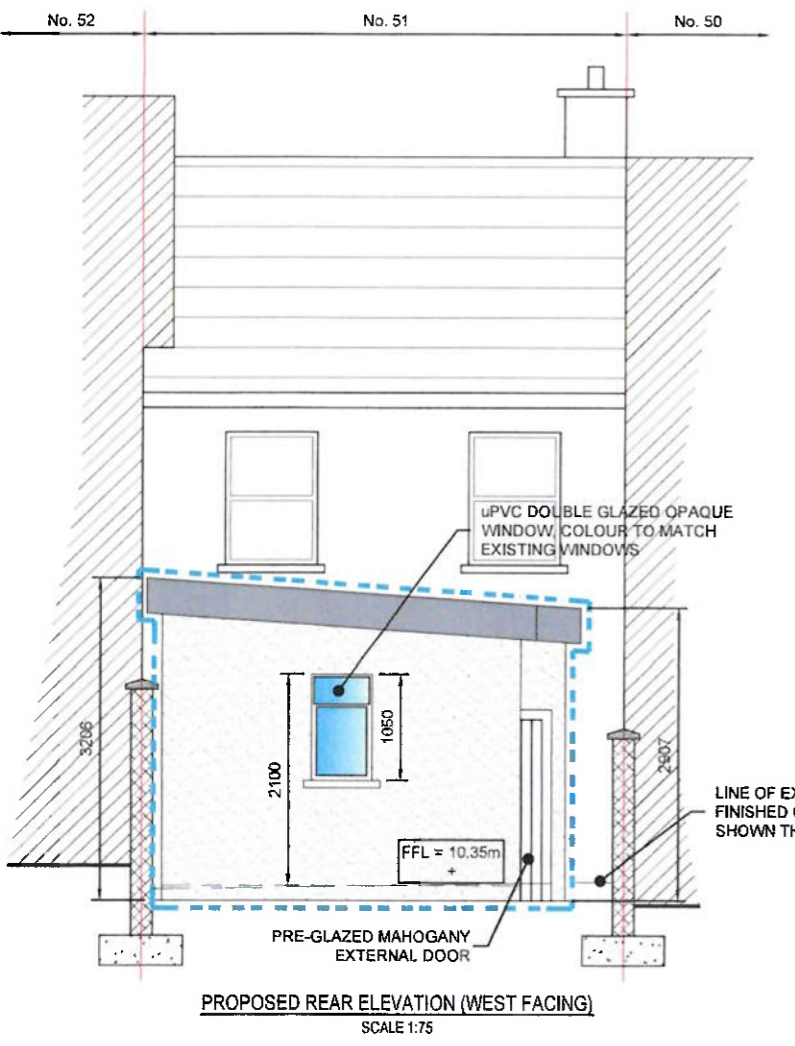 No. 52
No. 51
No. 50
uPVC DOUBLE GLAZED OPAQUE
WINDOW, COLOUR TO MATCH
EXISTING WINDOWS
3206
2100
1050
2907
LINE OF EX
FINISHED
SHOWN TH
FFL = 10.35m
+
PRE-GLAZED MAHOGANY
EXTERNAL DOOR
PROPOSED REAR ELEVATION (WEST FACING)
SCALE 1:75